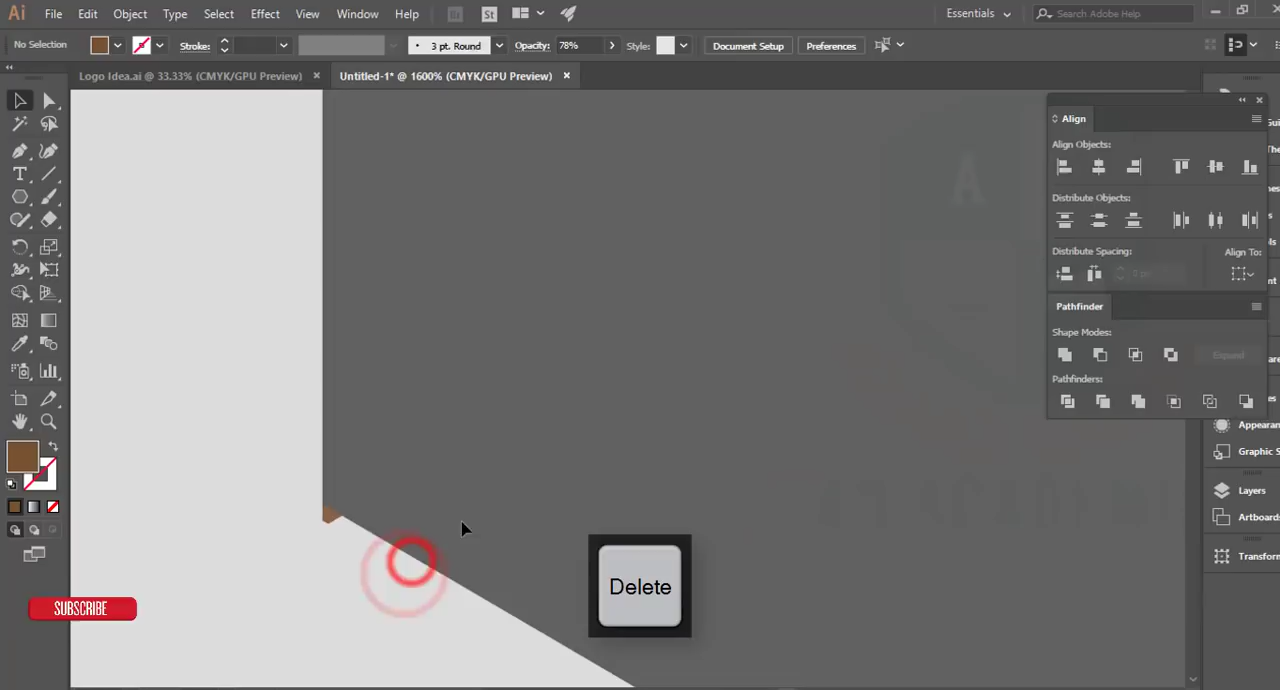 Ai File Edit Object Type Select Effect View Window Help Br St Essentials Search Adobe Help
No Selection Stroke: 3 pt. Round Opacity: 78% Style: Document Setup Preferences
Logo Idea.ai @ 33.33% (CMYK/GPU Preview) × Untitled-1* @ 1600% (CMYK/GPU Preview) ×
Align
Align Objects:
Distribute Objects:
Distribute Spacing: Align To:
Pathfinder
Shape Modes:
Expand
Pathfinders:
Appearan
Graphic S
Layers
Artboards
Transform
A
Delete
SUBSCRIBE